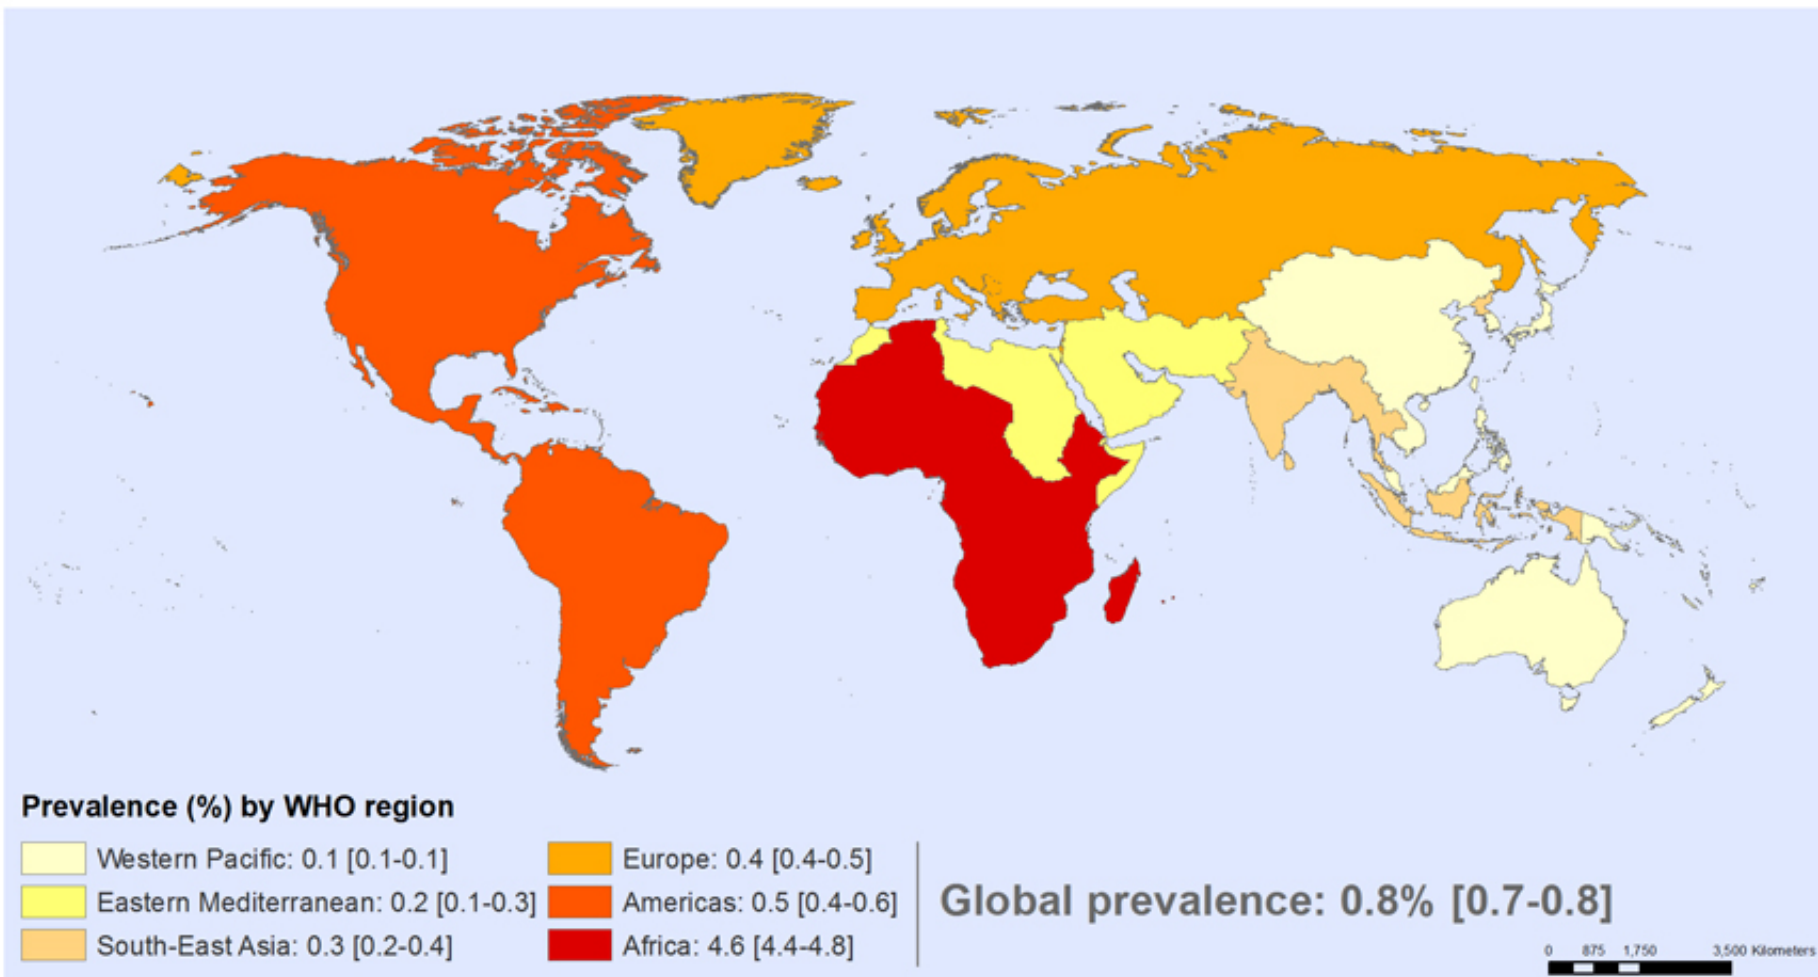 Prevalence (%) by WHO region
Western Pacific: 0.1 [0.1-0.1]
Eastern Mediterranean: 0.2 [0.1-0.3]
South-East Asia: 0.3 [0.2-0.4]
Europe: 0.4 [0.4-0.5]
Americas: 0.5 [0.4-0.6]
Africa: 4.6 [4.4-4.8]
Global prevalence: 0.8% [0.7-0.8]
0 875 1,750 3,500 Kilometers